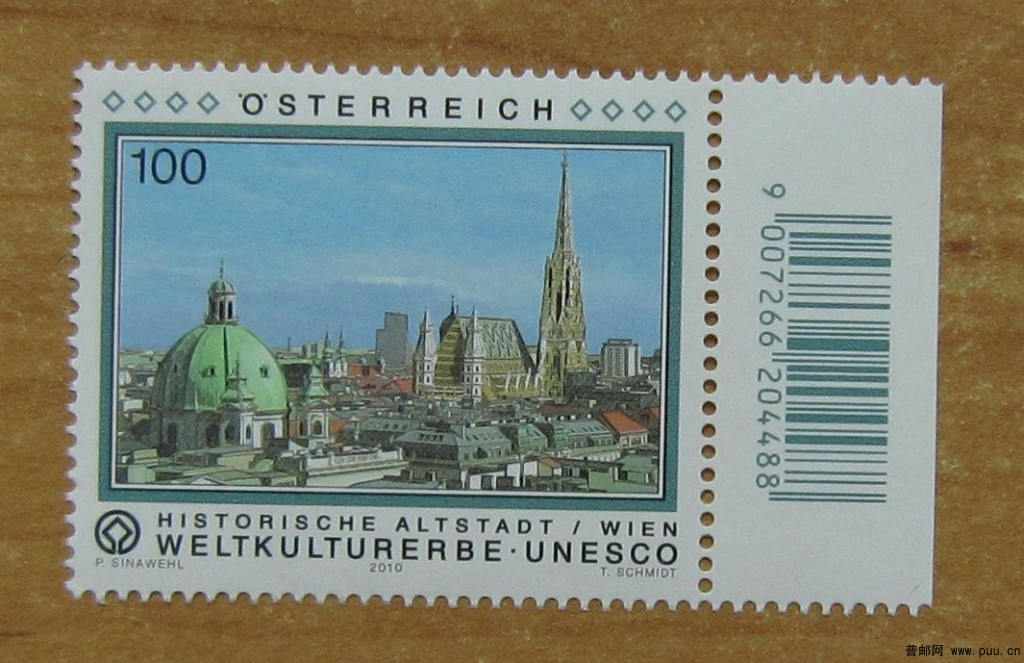 ÖSTERREICH
100
HISTORISCHE ALTSTADT / WIEN
WELTKULTURERBE · UNESCO
P. SINAWEHL 2010 T. SCHMIDT
9 007266 204488
普邮网 www.puu.cn